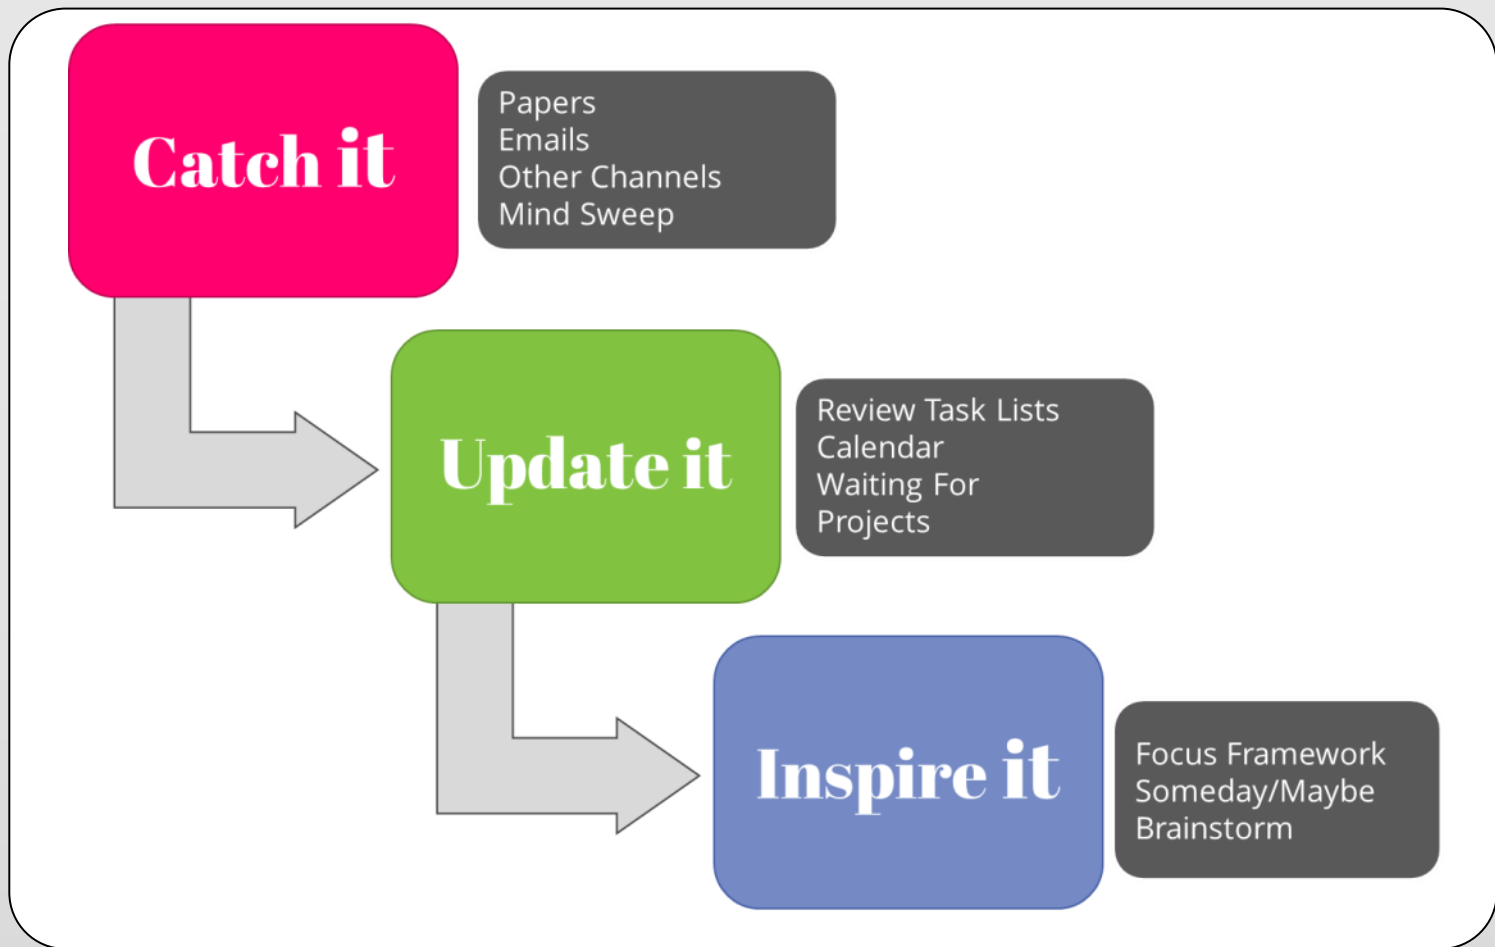 Catch it
Papers
Emails
Other Channels
Mind Sweep
Update it
Review Task Lists
Calendar
Waiting For
Projects
Inspire it
Focus Framework
Someday/Maybe
Brainstorm